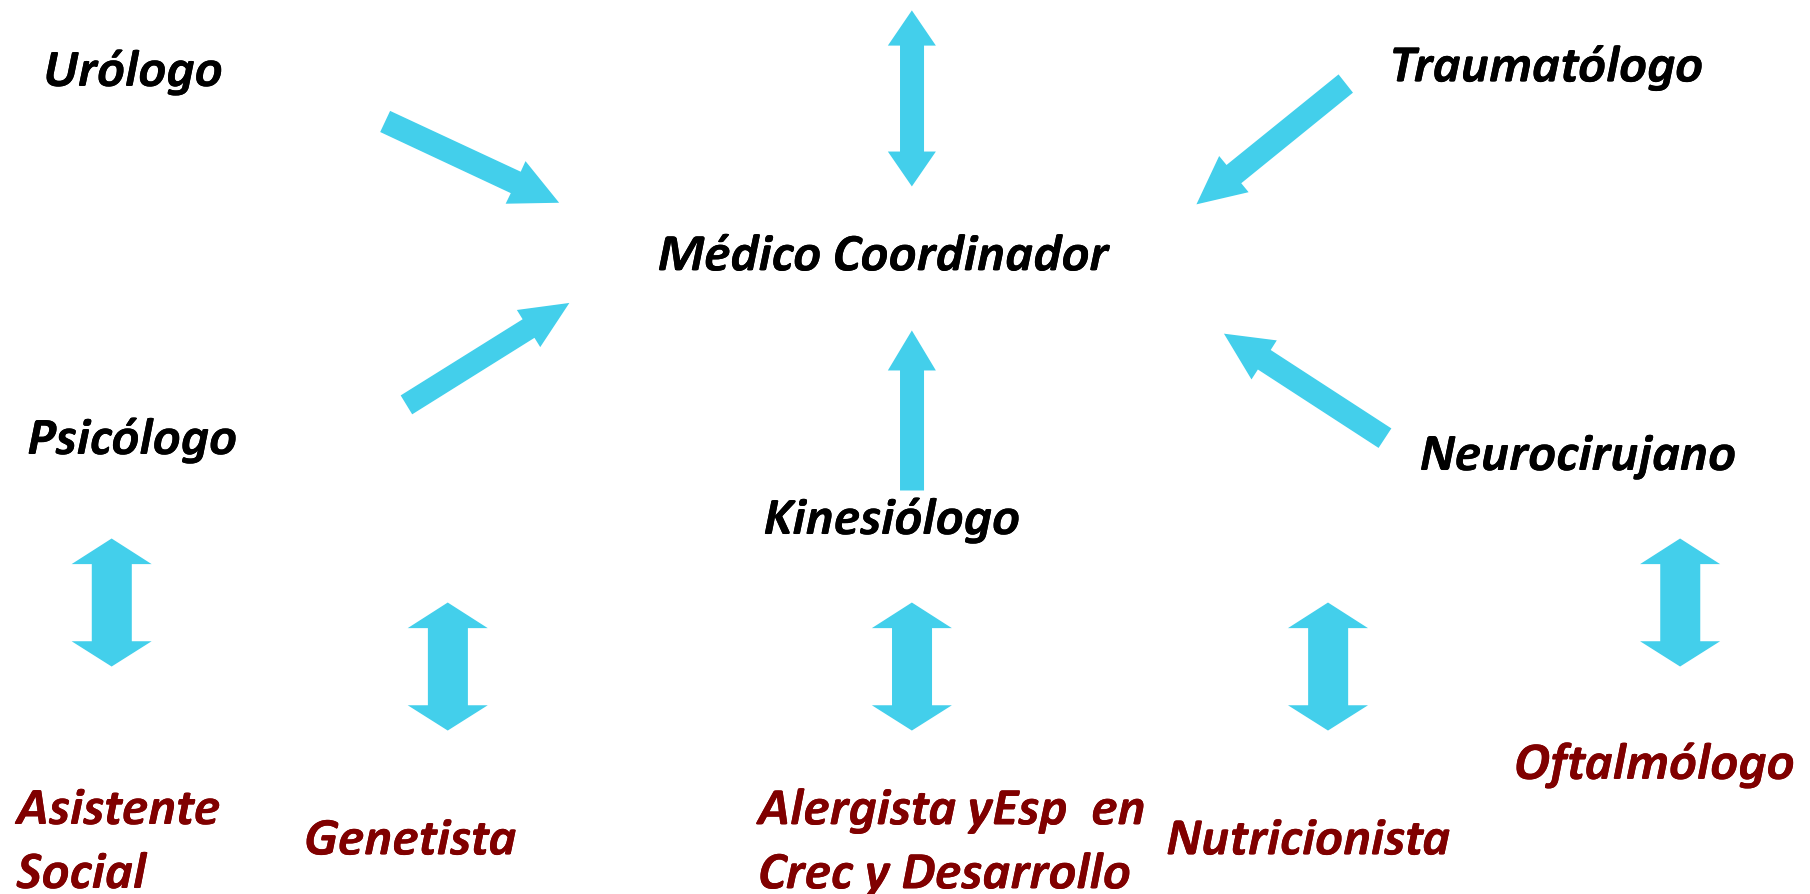 Urólogo
Traumatólogo
Médico Coordinador
Psicólogo
Neurocirujano
Kinesiólogo
Oftalmólogo
Asistente
Social
Genetista
Alergista yEsp en
Crec y Desarrollo
Nutricionista